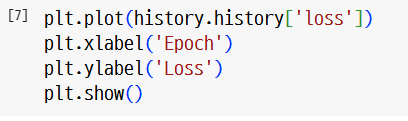 [7] plt.plot(history.history['loss'])
plt.xlabel('Epoch')
plt.ylabel('Loss')
plt.show()